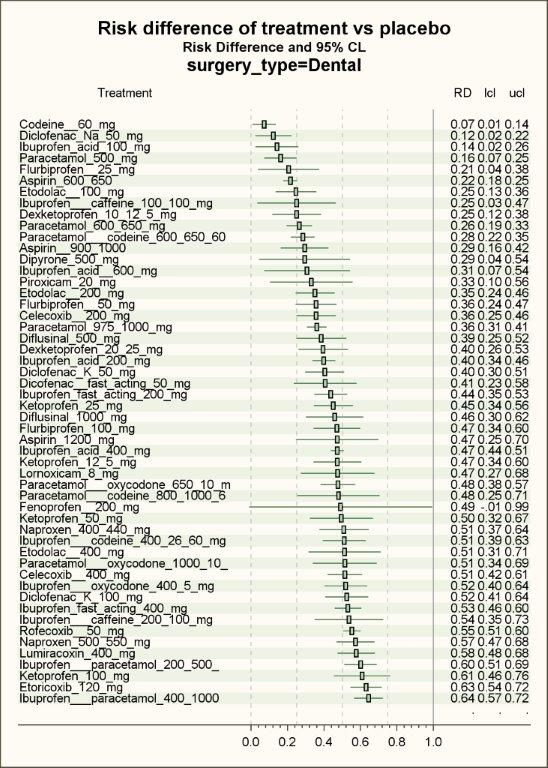 Risk difference of treatment vs placebo
Risk Difference and 95% CL
surgery_type=Dental
Treatment RD lcl ucl
Codeine__60_mg 0.07 0.01 0.14
Diclofenac_Na_50_mg 0.12 0.02 0.22
Ibuprofen_acid_100_mg 0.14 0.02 0.26
Paracetamol_500_mg 0.16 0.07 0.25
Flurbiprofen__25_mg 0.21 0.04 0.38
Aspirin_600_650 0.22 0.18 0.25
Etodolac__100_mg 0.25 0.13 0.36
Ibuprofen__caffeine_100_100_mg 0.25 0.03 0.47
Dexketoprofen_10_12_5_mg 0.25 0.12 0.38
Paracetamol_600_650_mg 0.26 0.19 0.33
Paracetamol___codeine_600_650_60 0.28 0.22 0.35
Aspirin__900_1000 0.29 0.16 0.42
Dipyrone_500_mg 0.29 0.04 0.54
Ibuprofen_acid__600_mg 0.31 0.07 0.54
Piroxicam_20_mg 0.33 0.10 0.56
Etodolac__200_mg 0.35 0.24 0.46
Flurbiprofen__50_mg 0.36 0.24 0.47
Celecoxib__200_mg 0.36 0.25 0.46
Paracetamol_975_1000_mg 0.36 0.31 0.41
Diflusinal_500_mg 0.39 0.25 0.52
Dexketoprofen_20_25_mg 0.40 0.26 0.53
Ibuprofen_acid_200_mg 0.40 0.34 0.46
Diclofenac_K_50_mg 0.40 0.30 0.51
Dicofenac__fast_acting_50_mg 0.41 0.23 0.58
Ibuprofen_fast_acting_200_mg 0.44 0.35 0.53
Ketoprofen_25_mg 0.45 0.34 0.56
Diflusinal_1000_mg 0.46 0.30 0.62
Flurbiprofen_100_mg 0.47 0.34 0.60
Aspirin_1200_mg 0.47 0.25 0.70
Ibuprofen_acid_400_mg 0.47 0.44 0.51
Ketoprofen_12_5_mg 0.47 0.34 0.60
Lornoxicam_8_mg 0.47 0.27 0.68
Paracetamol___oxycodone_650_10_m 0.48 0.38 0.57
Paracetamol___codeine_800_1000_6 0.48 0.25 0.71
Fenoprofen__200_mg 0.49 -.01 0.99
Ketoprofen_50_mg 0.50 0.32 0.67
Naproxen_400_440_mg 0.51 0.37 0.64
Ibuprofen__codeine_400_26_60_mg 0.51 0.39 0.63
Etodolac__400_mg 0.51 0.31 0.71
Paracetamol__oxycodone_1000_10_ 0.51 0.34 0.69
Celecoxib__400_mg 0.51 0.42 0.61
Ibuprofen__oxycodone_400_5_mg 0.52 0.40 0.64
Diclofenac_K_100_mg 0.52 0.41 0.64
Ibuprofen_fast_acting_400_mg 0.53 0.46 0.60
Ibuprofen__caffeine_200_100_mg 0.54 0.35 0.73
Rofecoxib__50_mg 0.55 0.51 0.60
Naproxen_500_550_mg 0.57 0.47 0.68
Lumiracoxin_400_mg 0.58 0.48 0.68
Ibuprofen___paracetamol_200_500_ 0.60 0.51 0.69
Ketoprofen_100_mg 0.61 0.46 0.76
Etoricoxib_120_mg 0.63 0.54 0.72
Ibuprofen___paracetamol_400_1000 0.64 0.57 0.72
. . .
0.0 0.2 0.4 0.6 0.8 1.0